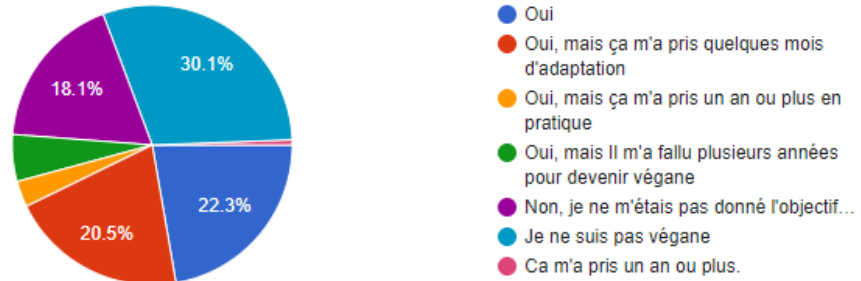 30.1%
18.1%
22.3%
20.5%
Oui
Oui, mais ça m'a pris quelques mois
d'adaptation
Oui, mais ça m'a pris un an ou plus en
pratique
Oui, mais Il m'a fallu plusieurs années
pour devenir végane
Non, je ne m'étais pas donné l'objectif…
Je ne suis pas végane
Ca m'a pris un an ou plus.